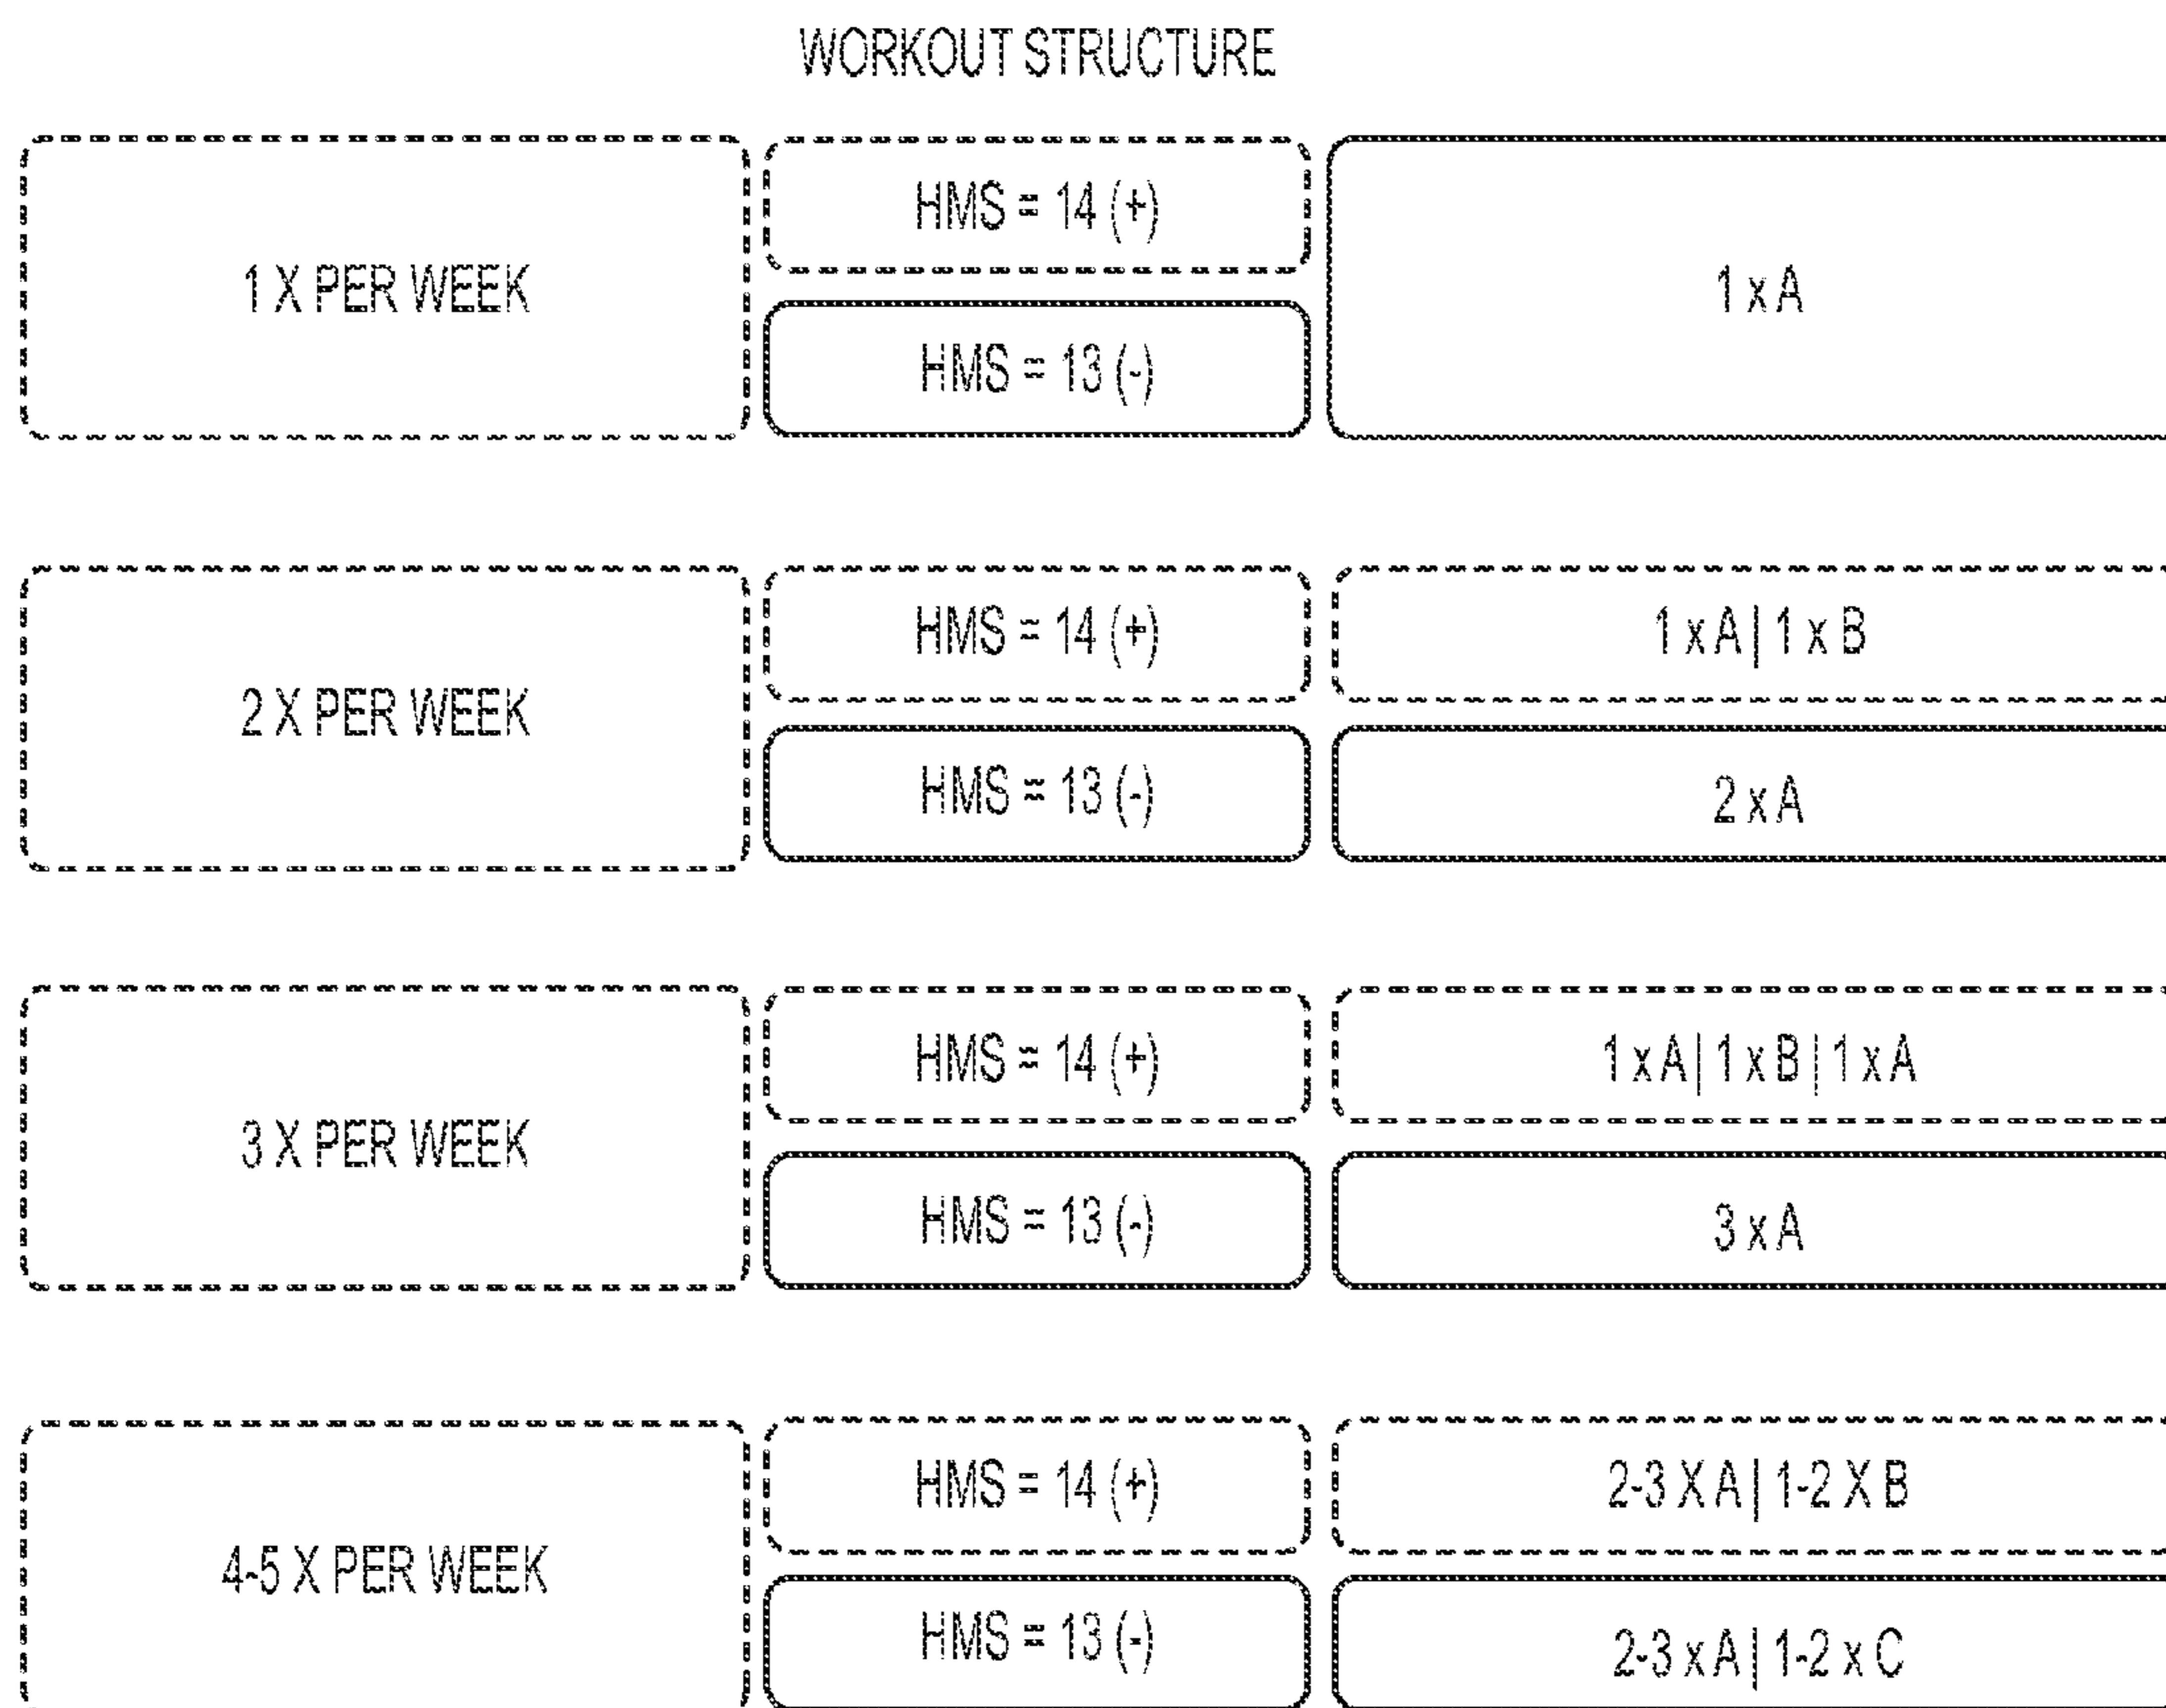 WORKOUT STRUCTURE
HMS = 14 (+)
1 X PER WEEK
1 x A
HMS = 13 (-)
HMS = 14 (+)
1 x A | 1 x B
2 X PER WEEK
HMS = 13 (-)
2 x A
HMS = 14 (+)
1 x A | 1 x B | 1 x A
3 X PER WEEK
HMS = 13 (-)
3 x A
HMS = 14 (+)
2-3 X A | 1-2 X B
4-5 X PER WEEK
HMS = 13 (-)
2-3 x A | 1-2 x C